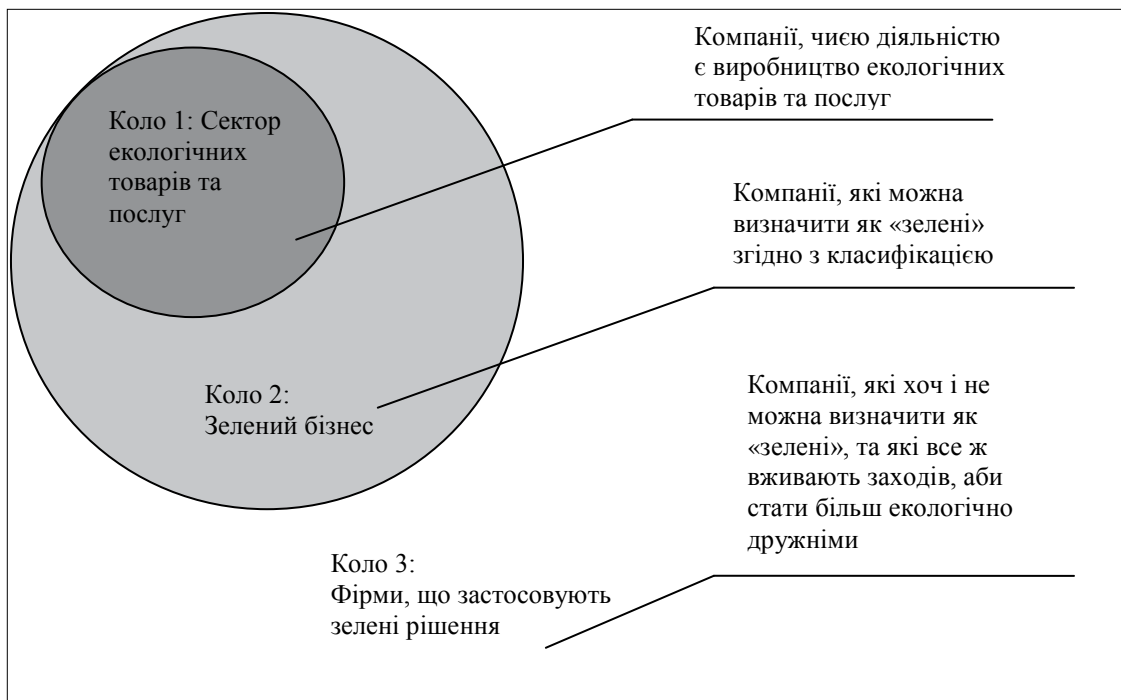 Компанії, чиєю діяльністю
є виробництво екологічних
товарів та послуг
Коло 1: Сектор
екологічних
товарів та
послуг
Компанії, які можна
визначити як «зелені»
згідно з класифікацією
Коло 2:
Зелений бізнес
Компанії, які хоч і не
можна визначити як
«зелені», та які все ж
вживають заходів, аби
стати більш екологічно
дружніми
Коло 3:
Фірми, що застосовують
зелені рішення